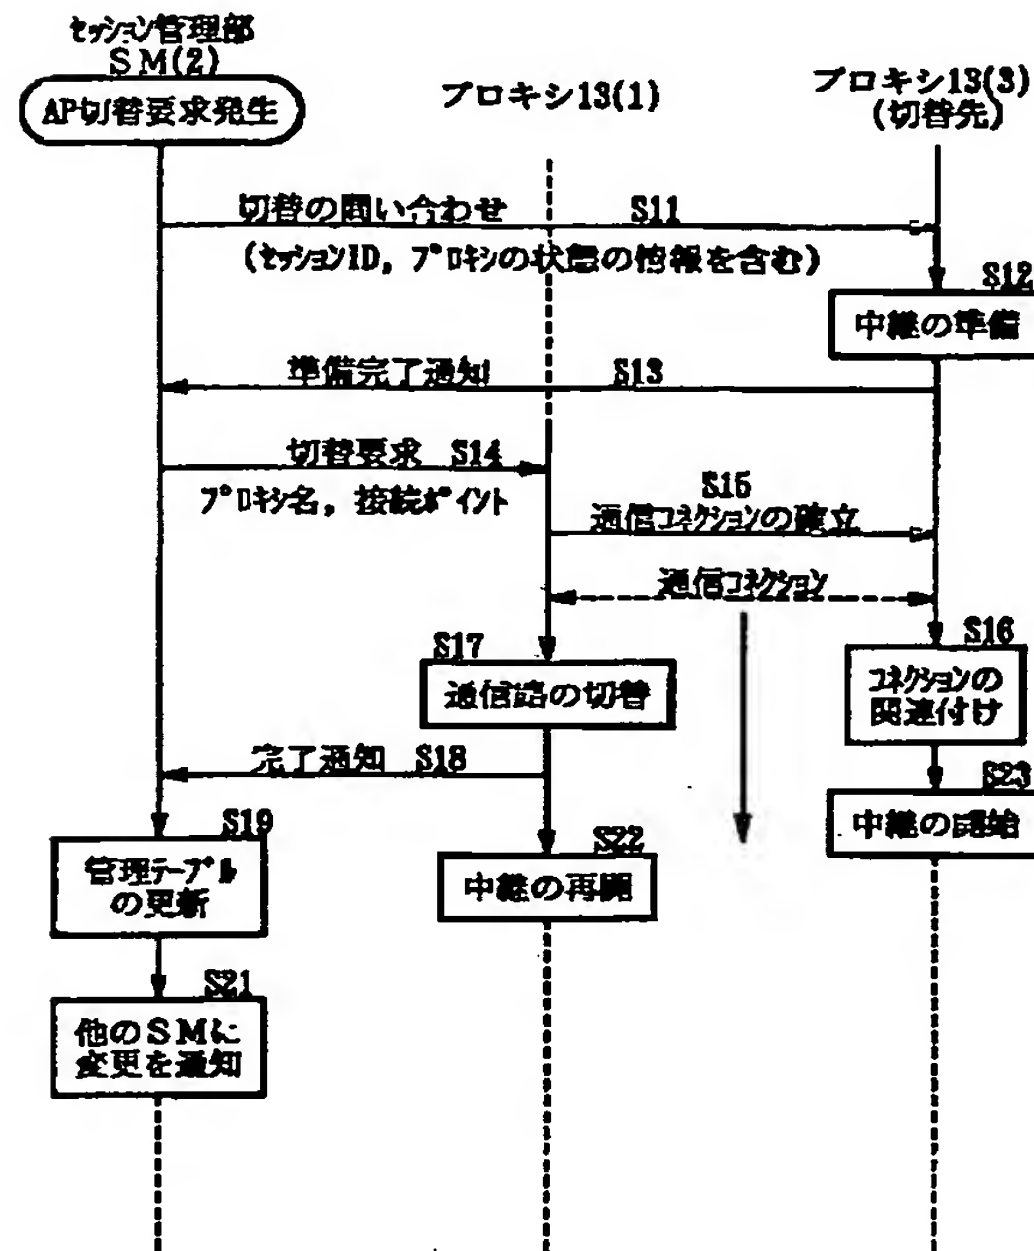 セッション管理部
SM(2)
AP切替要求発生
プロキシ13(1)
プロキシ13(3)
(切替先)
切替の問い合わせ S11
(セッションID, プロキシの状態の情報を含む)
S12
中継の準備
準備完了通知 S13
切替要求 S14
プロキシ名, 接続ポイント
S15
通信コネクションの確立
通信コネクション
S16
コネクションの
関連付け
S17
通信路の切替
完了通知 S18
S23
中継の開始
S19
管理テーブル
の更新
S22
中継の再開
S21
他のSMに
変更を通知